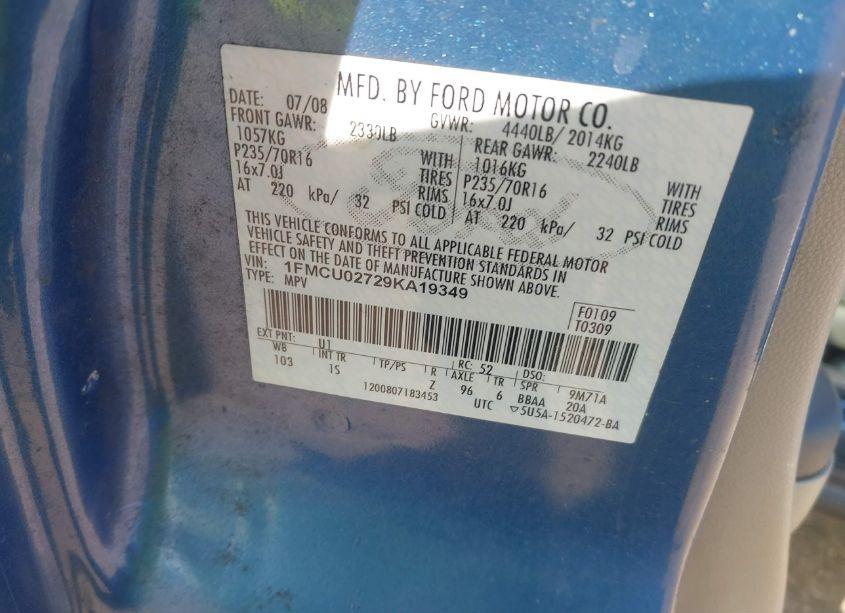 MFD. BY FORD MOTOR CO.
DATE: 07/08 GVWR: 4440LB/ 2014KG
FRONT GAWR: 2330LB REAR GAWR: 2240LB
1057KG WITH 1016KG WITH
P235/70R16 TIRES P235/70R16 TIRES
16x7.0J RIMS 16x7.0J RIMS
AT 220 kPa/ 32 PSI COLD AT 220 kPa/ 32 PSI COLD
THIS VEHICLE CONFORMS TO ALL APPLICABLE FEDERAL MOTOR
VEHICLE SAFETY AND THEFT PREVENTION STANDARDS IN
EFFECT ON THE DATE OF MANUFACTURE SHOWN ABOVE.
VIN: 1FMCU02729KA19349
TYPE: MPV
F0109
T0309
EXT PNT: U1 RC: 52 DSO:
WB INT TR TP/PS R AXLE TR SPR
103 1S Z 96 6 BBAA 9M71A
20A
1200807183453 UTC ▽5U5A-1520472-BA